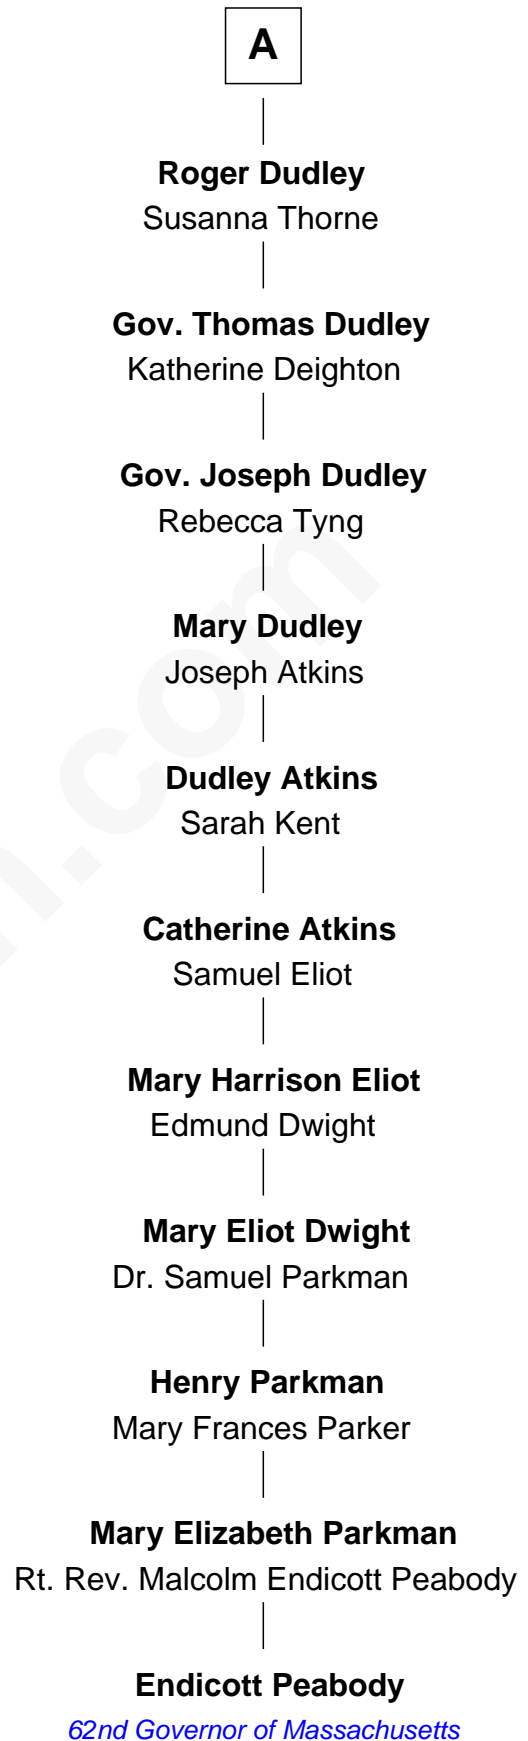 A
Roger Dudley
Susanna Thorne
Gov. Thomas Dudley
Katherine Deighton
Gov. Joseph Dudley
Rebecca Tyng
Mary Dudley
Joseph Atkins
Dudley Atkins
Sarah Kent
Catherine Atkins
Samuel Eliot
Mary Harrison Eliot
Edmund Dwight
Mary Eliot Dwight
Dr. Samuel Parkman
Henry Parkman
Mary Frances Parker
Mary Elizabeth Parkman
Rt. Rev. Malcolm Endicott Peabody
Endicott Peabody
62nd Governor of Massachusetts